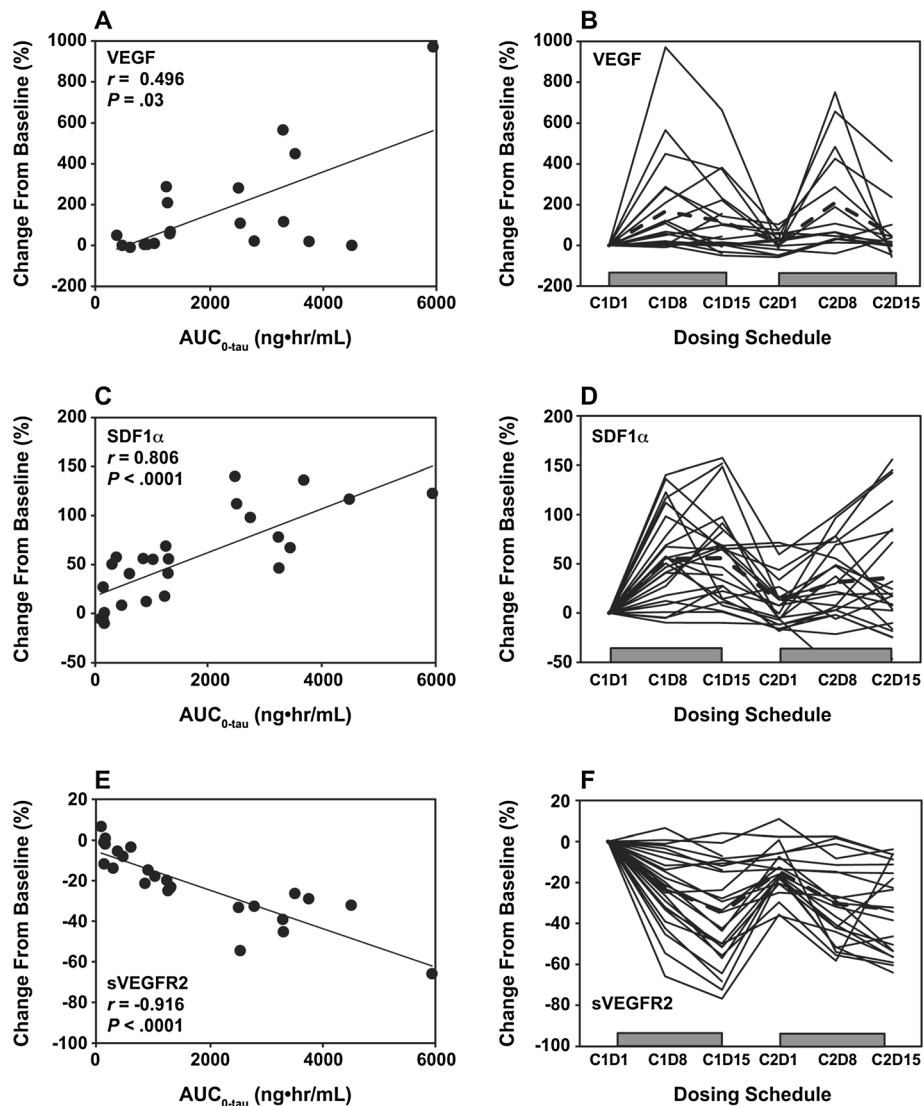 A
Change From Baseline (%)
1000
800
600
400
200
0
-200
VEGF
r = 0.496
P = .03
0
2000
4000
6000
AUC0-tau (ng•hr/mL)
B
Change From Baseline (%)
1000
800
600
400
200
0
-200
VEGF
C1D1 C1D8 C1D15 C2D1 C2D8 C2D15
Dosing Schedule
C
Change From Baseline (%)
200
150
100
50
0
-50
SDF1α
r = 0.806
P < .0001
0
2000
4000
6000
AUC0-tau (ng•hr/mL)
D
Change From Baseline (%)
200
150
100
50
0
-50
SDF1α
C1D1 C1D8 C1D15 C2D1 C2D8 C2D15
Dosing Schedule
E
Change From Baseline (%)
20
0
-20
-40
-60
-80
-100
sVEGFR2
r = -0.916
P < .0001
0
2000
4000
6000
AUC0-tau (ng•hr/mL)
F
Change From Baseline (%)
20
0
-20
-40
-60
-80
-100
sVEGFR2
C1D1 C1D8 C1D15 C2D1 C2D8 C2D15
Dosing Schedule